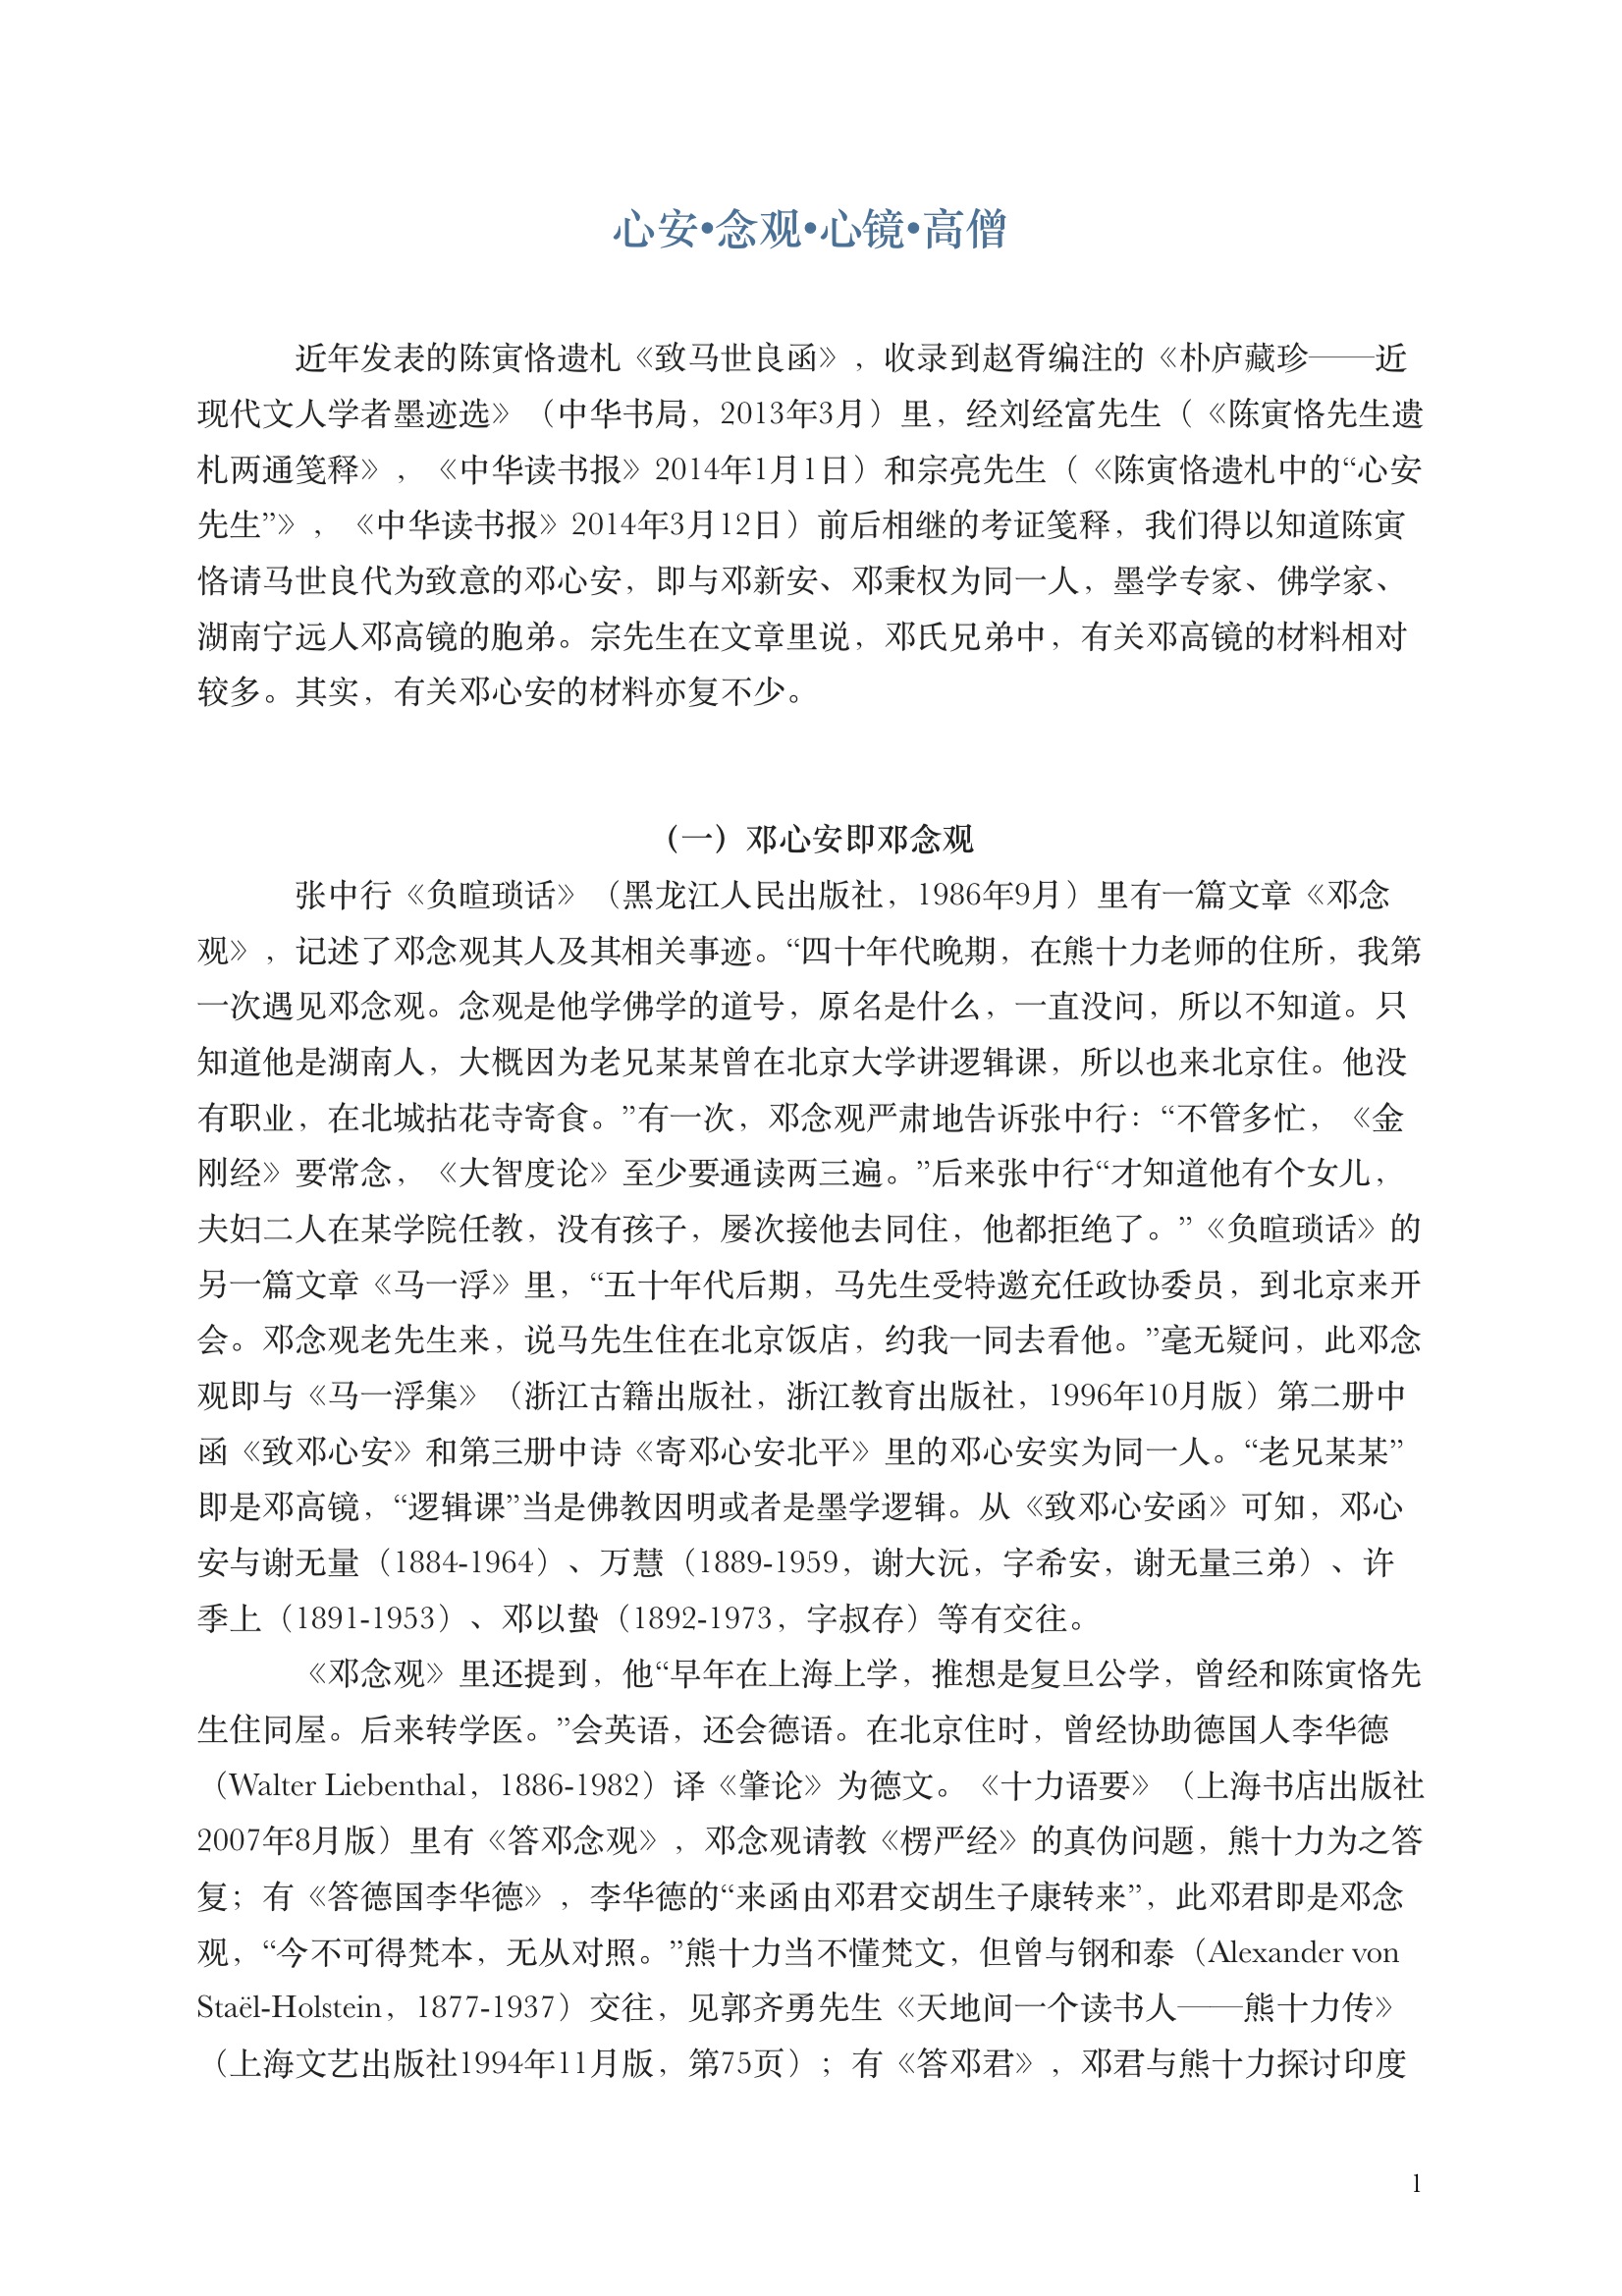 心安•念观•心镜•高僧
近年发表的陈寅恪遗札《致马世良函》，收录到赵胥编注的《朴庐藏珍——近
现代文人学者墨迹选》（中华书局，2013年3月）里，经刘经富先生（《陈寅恪先生遗
札两通笺释》，《中华读书报》2014年1月1日）和宗亮先生（《陈寅恪遗札中的“心安
先生”》，《中华读书报》2014年3月12日）前后相继的考证笺释，我们得以知道陈寅
恪请马世良代为致意的邓心安，即与邓新安、邓秉权为同一人，墨学专家、佛学家、
湖南宁远人邓高镜的胞弟。宗先生在文章里说，邓氏兄弟中，有关邓高镜的材料相对
较多。其实，有关邓心安的材料亦复不少。
（一）邓心安即邓念观
张中行《负暄琐话》（黑龙江人民出版社，1986年9月）里有一篇文章《邓念
观》，记述了邓念观其人及其相关事迹。“四十年代晚期，在熊十力老师的住所，我第
一次遇见邓念观。念观是他学佛学的道号，原名是什么，一直没问，所以不知道。只
知道他是湖南人，大概因为老兄某某曾在北京大学讲逻辑课，所以也来北京住。他没
有职业，在北城拈花寺寄食。”有一次，邓念观严肃地告诉张中行：“不管多忙，《金
刚经》要常念，《大智度论》至少要通读两三遍。”后来张中行“才知道他有个女儿，
夫妇二人在某学院任教，没有孩子，屡次接他去同住，他都拒绝了。”《负暄琐话》的
另一篇文章《马一浮》里，“五十年代后期，马先生受特邀充任政协委员，到北京来开
会。邓念观老先生来，说马先生住在北京饭店，约我一同去看他。”毫无疑问，此邓念
观即与《马一浮集》（浙江古籍出版社，浙江教育出版社，1996年10月版）第二册中
函《致邓心安》和第三册中诗《寄邓心安北平》里的邓心安实为同一人。“老兄某某”
即是邓高镜，“逻辑课”当是佛教因明或者是墨学逻辑。从《致邓心安函》可知，邓心
安与谢无量（1884-1964）、万慧（1889-1959，谢大沅，字希安，谢无量三弟）、许
季上（1891-1953）、邓以蛰（1892-1973，字叔存）等有交往。
《邓念观》里还提到，他“早年在上海上学，推想是复旦公学，曾经和陈寅恪先
生住同屋。后来转学医。”会英语，还会德语。在北京住时，曾经协助德国人李华德
（Walter Liebenthal，1886-1982）译《肇论》为德文。《十力语要》（上海书店出版社
2007年8月版）里有《答邓念观》，邓念观请教《楞严经》的真伪问题，熊十力为之答
复；有《答德国李华德》，李华德的“来函由邓君交胡生子康转来”，此邓君即是邓念
观，“今不可得梵本，无从对照。”熊十力当不懂梵文，但曾与钢和泰（Alexander von
Staël-Holstein，1877-1937）交往，见郭齐勇先生《天地间一个读书人——熊十力传》
（上海文艺出版社1994年11月版，第75页）；有《答邓君》，邓君与熊十力探讨印度
1